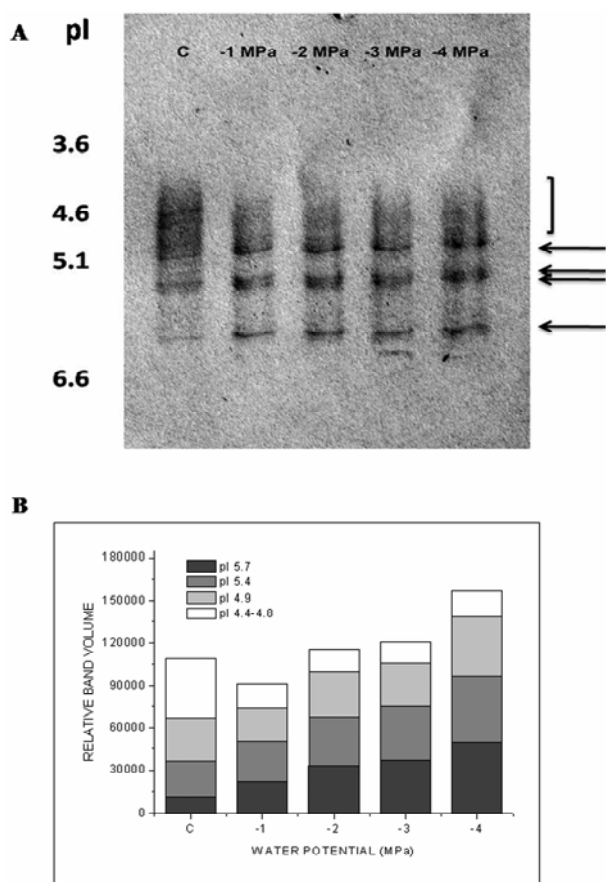 A
pI
C -1 MPa -2 MPa -3 MPa -4 MPa
3.6
4.6
5.1
6.6
B
RELATIVE BAND VOLUME
180000
150000
120000
90000
60000
30000
0
pI 5.7
pI 5.4
pI 4.9
pI 4.4-4.8
C -1 -2 -3 -4
WATER POTENTIAL (MPa)